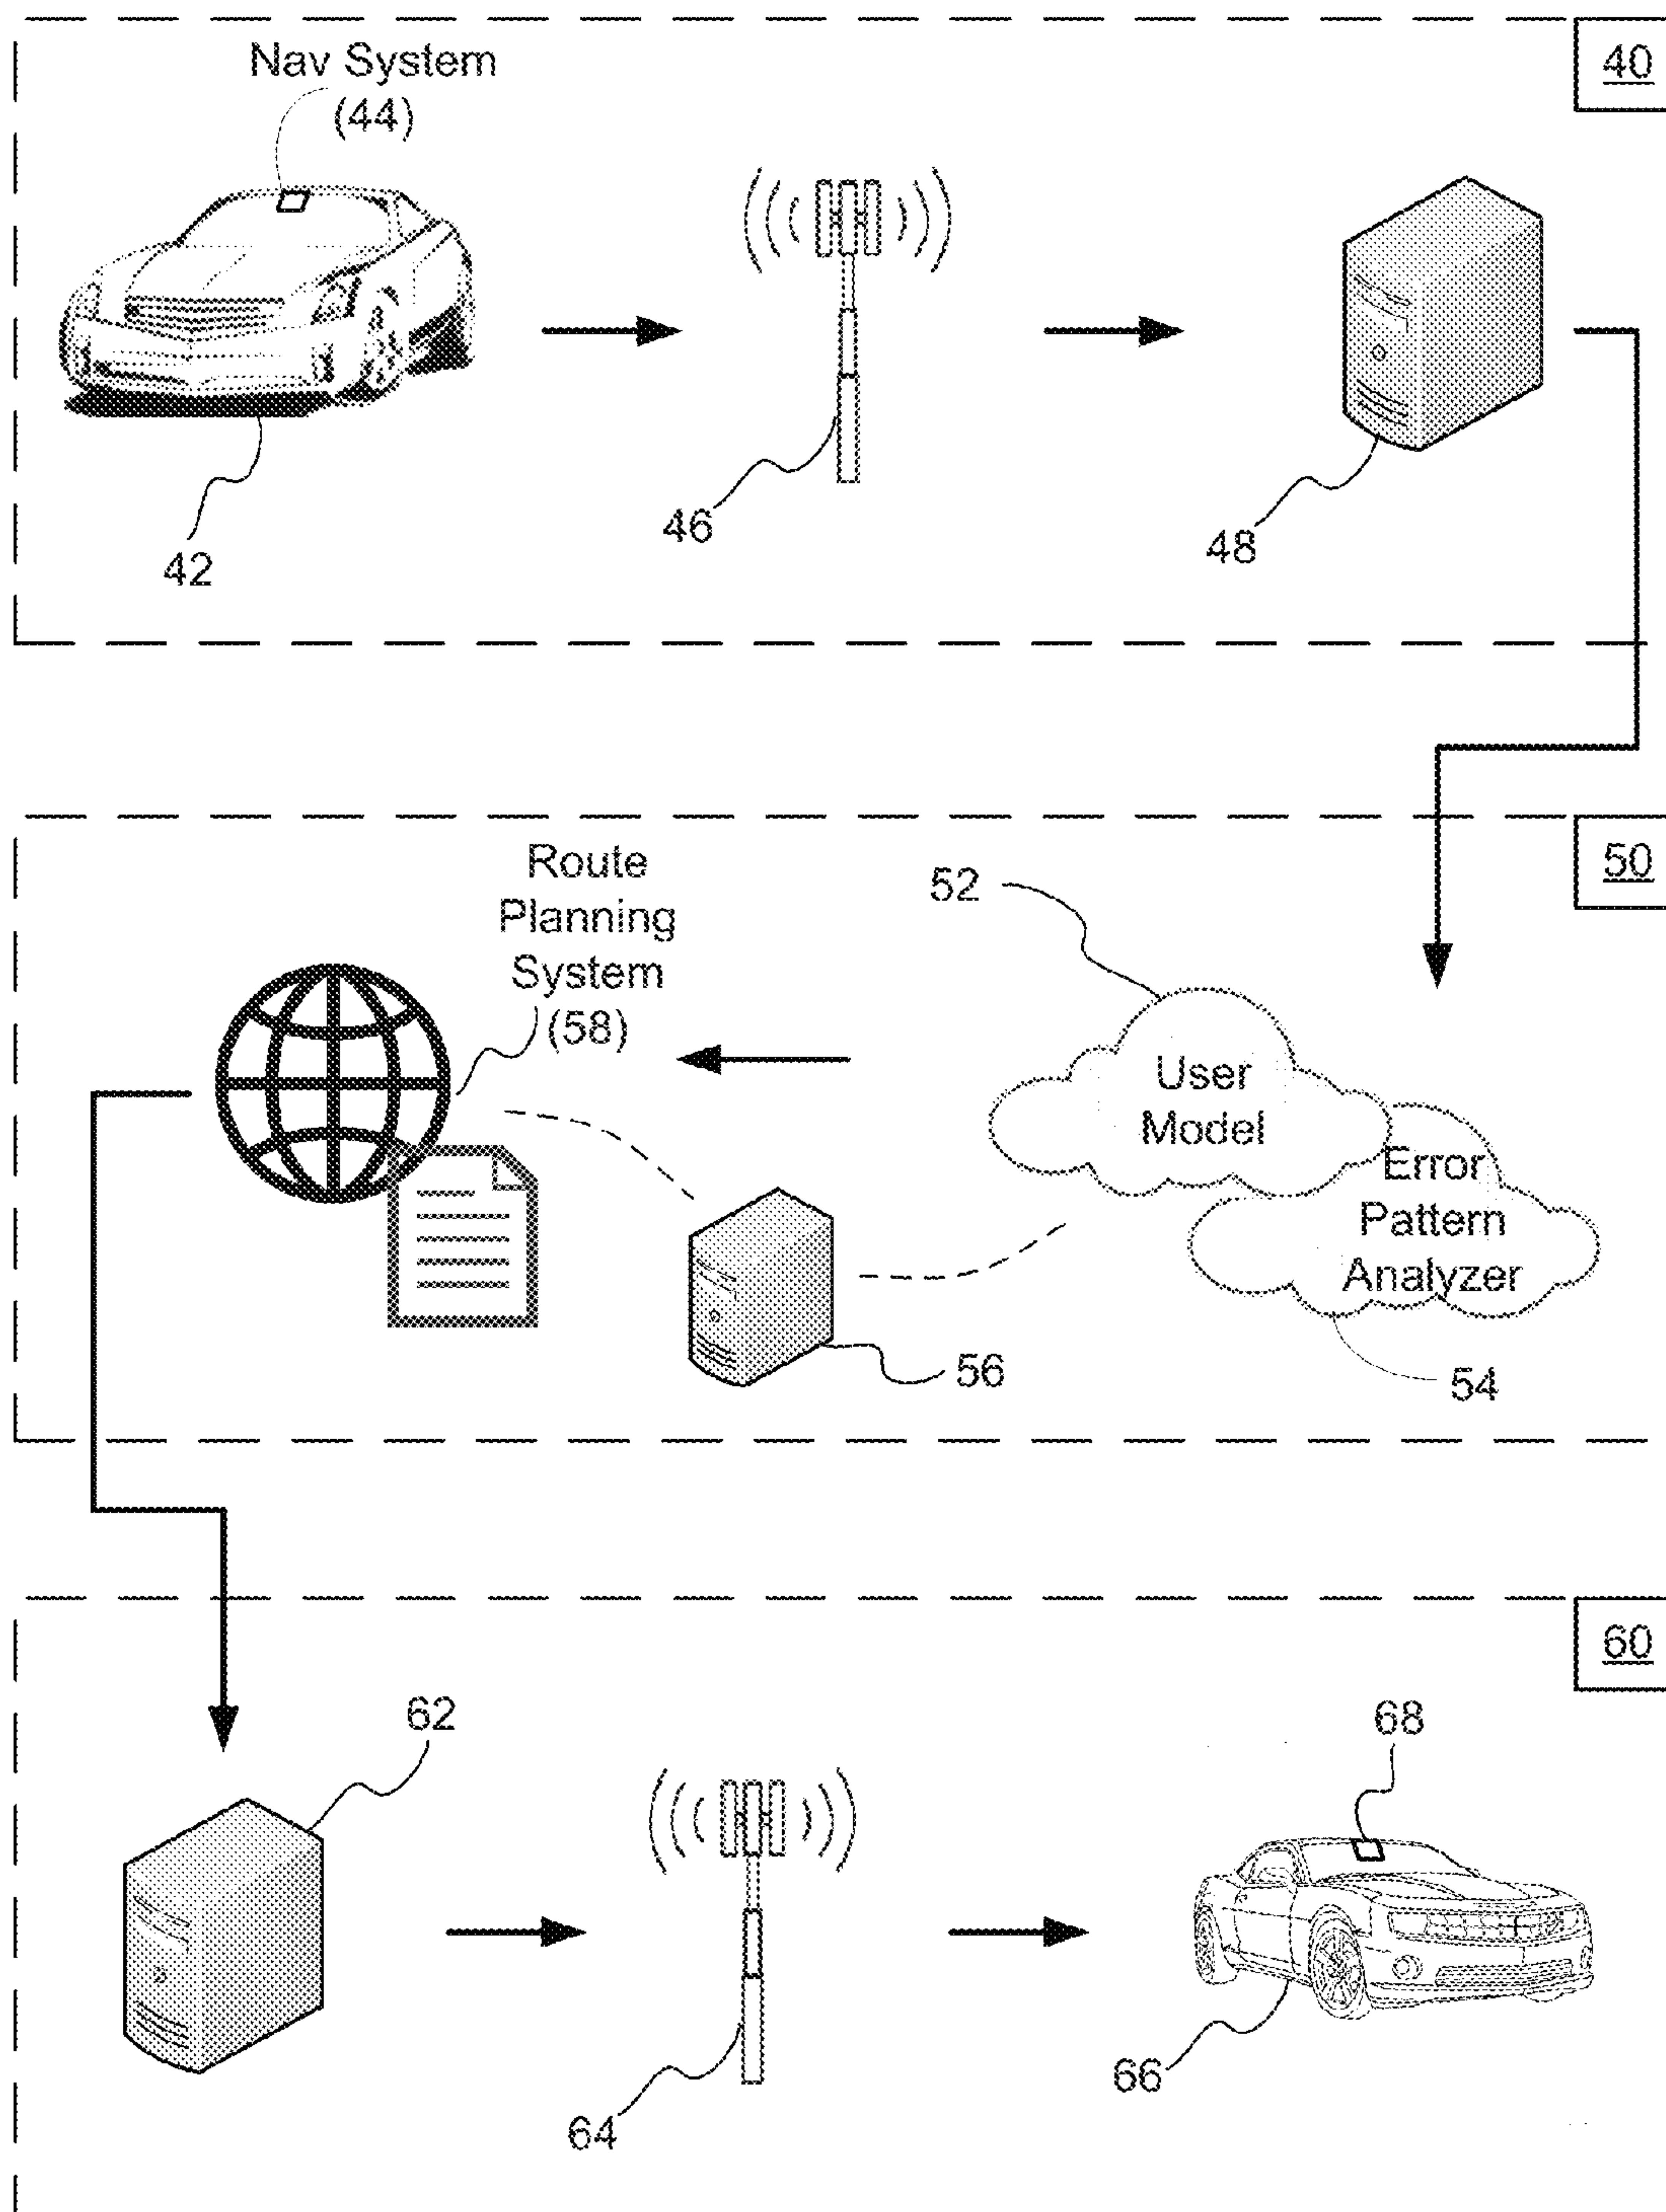 40
Nav System
(44)
42
46
48
50
Route
Planning
System
(58)
52
User
Model
Error
Pattern
Analyzer
56
54
60
62
68
64
66